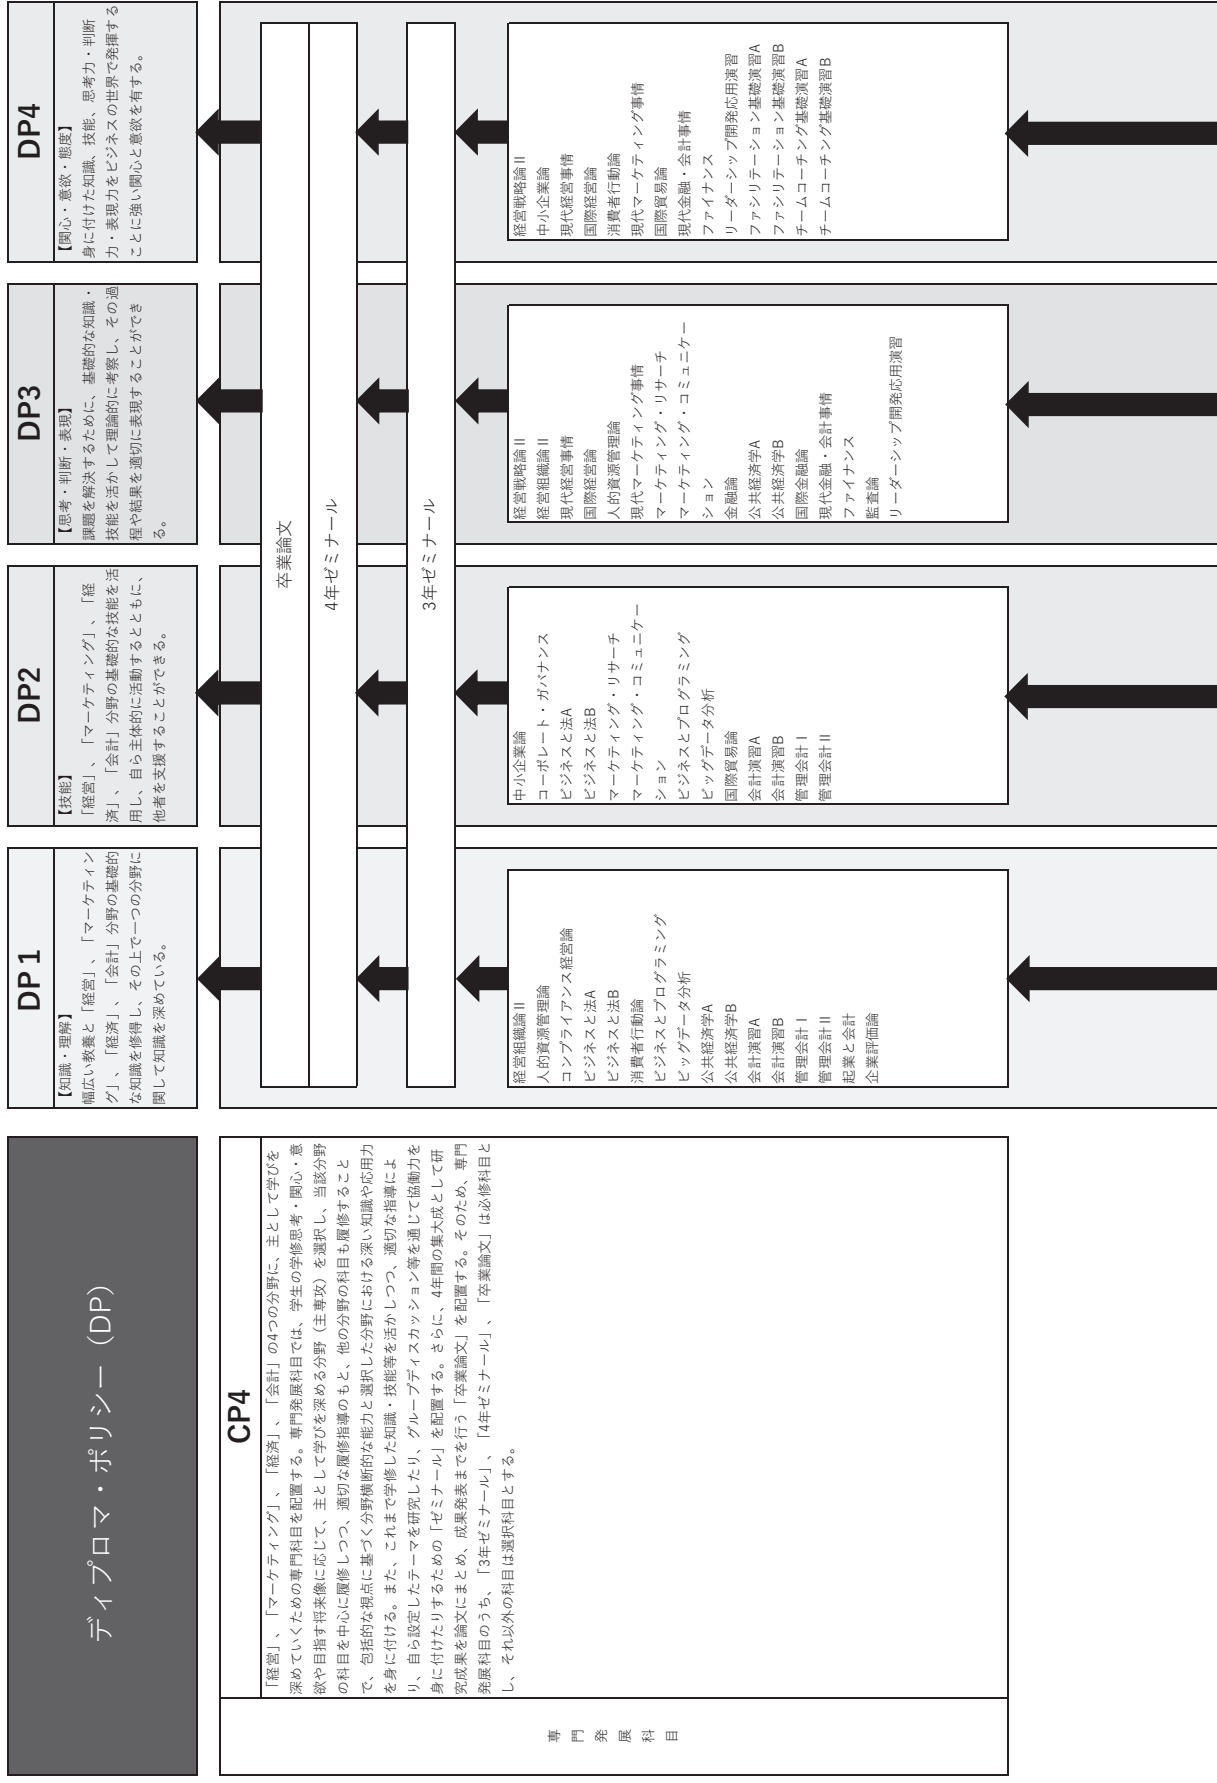 ディプロマ・ポリシー（DP）
DP１
【知識・理解】
幅広い教養と「経営」、「マーケティン
グ」、「経済」、「会計」分野の基礎的
な知識を修得し、その上で一つの分野に
関して知識を深めている。
DP2
【技能】
「経営」、「マーケティング」、「経
済」、「会計」分野の基礎的な技能を活
用し、自ら主体的に活動するとともに、
他者を支援することができる。
DP3
【思考・判断・表現】
課題を解決するために、基礎的な知識・
技能を活かして理論的に考察し、その過
程や結果を適切に表現することができ
る。
DP4
【関心・意欲・態度】
身に付けた知識、技能、思考力・判断
力・表現力をビジネスの世界で発揮する
ことに強い関心と意欲を有する。
専門発展科目
CP4
「経営」、「マーケティング」、「経済」、「会計」の4つの分野に、主として学びを
深めていくための専門科目を配置する。専門発展科目では、学生の学修思考・関心・意
欲や目指す将来像に応じて、主として学びを深める分野（主専攻）を選択し、当該分野
の科目を中心に履修しつつ、適切な履修指導のもと、他の分野の科目も履修すること
で、包括的な視点に基づく分野横断的な能力と選択した分野における深い知識や応用力
を身に付ける。また、これまで学修した知識・技能等を活かしつつ、適切な指導によ
り、自ら設定したテーマを研究したり、グループディスカッション等を通じて協働力を
身に付けたりするための「ゼミナール」を配置する。さらに、4年間の集大成として研
究成果を論文にまとめ、成果発表までを行う「卒業論文」を配置する。そのため、専門
発展科目のうち、「3年ゼミナール」、「4年ゼミナール」、「卒業論文」は必修科目と
し、それ以外の科目は選択科目とする。
卒業論文
4年ゼミナール
3年ゼミナール
経営組織論Ⅱ
人的資源管理論
コンプライアンス経営論
ビジネスと法A
ビジネスと法B
消費者行動論
ビジネスとプログラミング
ビッグデータ分析
公共経済学A
公共経済学B
会計演習A
会計演習B
管理会計Ⅰ
管理会計Ⅱ
起業と会計
企業評価論
中小企業論
コーポレート・ガバナンス
ビジネスと法A
ビジネスと法B
マーケティング・リサーチ
マーケティング・コミュニケー
ション
ビジネスとプログラミング
ビッグデータ分析
国際貿易論
会計演習A
会計演習B
管理会計Ⅰ
管理会計Ⅱ
経営戦略論Ⅱ
経営組織論Ⅱ
現代経営事情
国際経営論
人的資源管理論
現代マーケティング事情
マーケティング・リサーチ
マーケティング・コミュニケー
ション
金融論
公共経済学A
公共経済学B
国際金融論
現代金融・会計事情
ファイナンス
監査論
リーダーシップ開発応用演習
経営戦略論Ⅱ
中小企業論
現代経営事情
国際経営論
消費者行動論
現代マーケティング事情
国際貿易論
現代金融・会計事情
ファイナンス
リーダーシップ開発応用演習
ファシリテーション基礎演習A
ファシリテーション基礎演習B
チームコーチング基礎演習A
チームコーチング基礎演習B